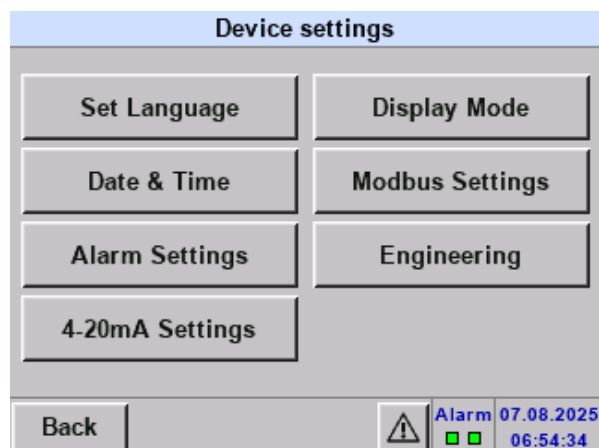 Device settings
Set Language
Display Mode
Date & Time
Modbus Settings
Alarm Settings
Engineering
4-20mA Settings
Back
Alarm
07.08.2025
06:54:34